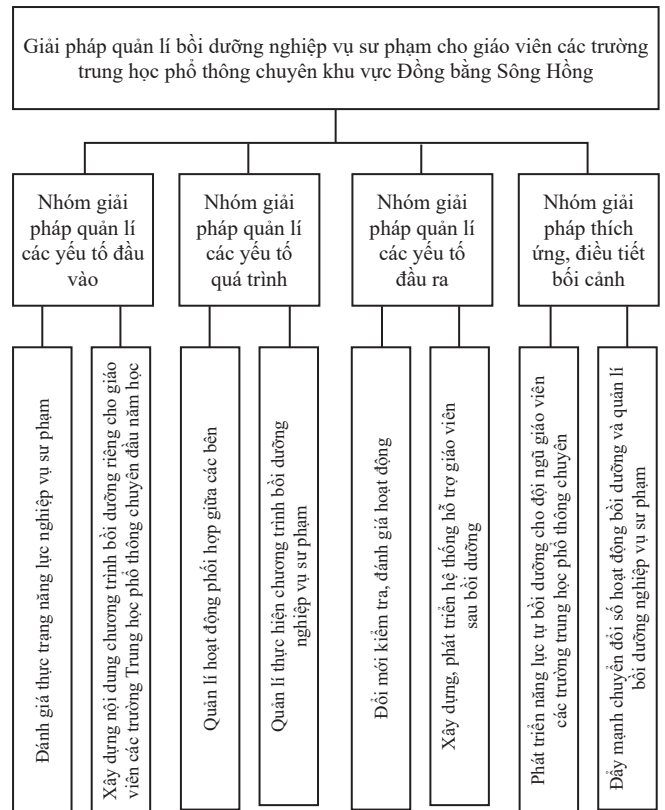 Giải pháp quản lí bồi dưỡng nghiệp vụ sư phạm cho giáo viên các trường
trung học phổ thông chuyên khu vực Đồng bằng Sông Hồng
Nhóm giải
pháp quản lí
các yếu tố đầu
vào
Nhóm giải
pháp quản lí
các yếu tố
quá trình
Nhóm giải
pháp quản lí
các yếu tố
đầu ra
Nhóm giải
pháp thích
ứng, điều tiết
bối cảnh
Đánh giá thực trạng năng lực nghiệp vụ sư phạm
Xây dựng nội dung chương trình bồi dưỡng riêng cho giáo
viên các trường Trung học phổ thông chuyên đầu năm học
Quản lí hoạt động phối hợp giữa các bên
Quản lí thực hiện chương trình bồi dưỡng
nghiệp vụ sư phạm
Đổi mới kiểm tra, đánh giá hoạt động
Xây dựng, phát triển hệ thống hỗ trợ giáo viên
sau bồi dưỡng
Phát triển năng lực tự bồi dưỡng cho đội ngũ giáo viên
các trường trung học phổ thông chuyên
Đẩy mạnh chuyển đổi số hoạt động bồi dưỡng và quản lí
bồi dưỡng nghiệp vụ sư phạm